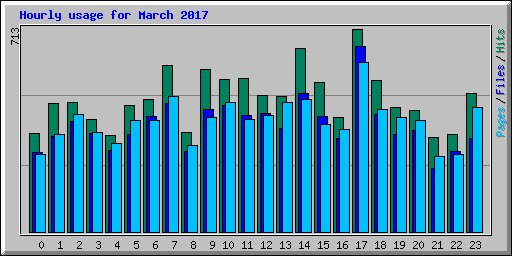 Hourly usage for March 2017
713
Pages/Files/Hits
0 1 2 3 4 5 6 7 8 9 10 11 12 13 14 15 16 17 18 19 20 21 22 23